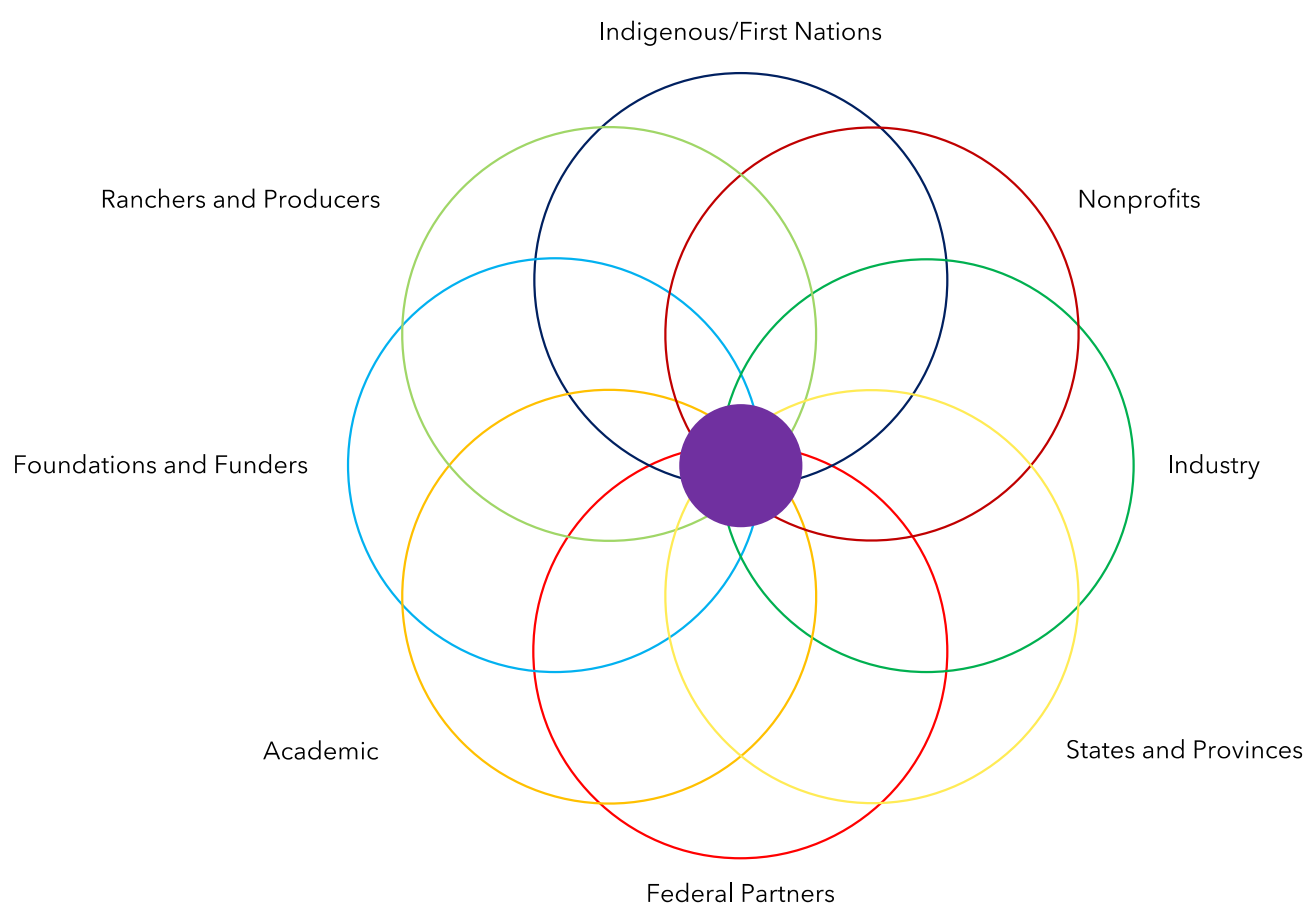 Indigenous/First Nations
Ranchers and Producers
Nonprofits
Foundations and Funders
Industry
Academic
States and Provinces
Federal Partners